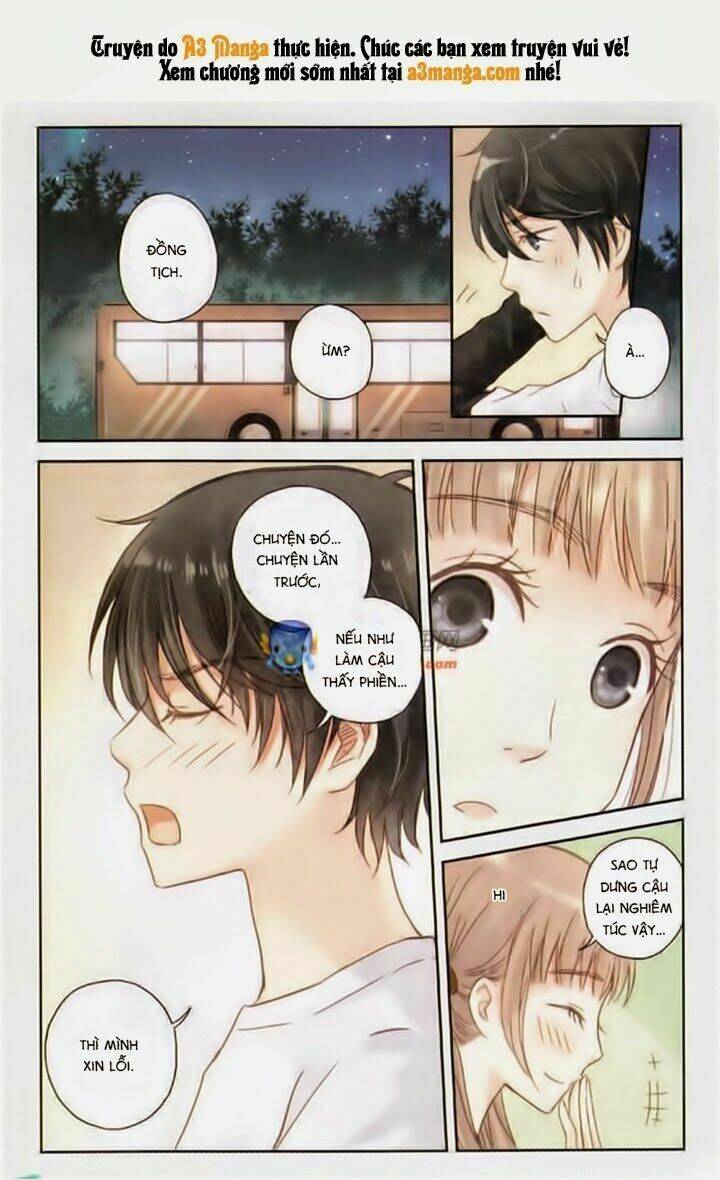 Truyện do A3 Manga thực hiện. Chúc các bạn xem truyện vui vẻ!
Xem chương mới sớm nhất tại a3manga.com nhé!
ĐỒNG
TỊCH.
ỪM?
À...
CHUYỆN ĐÓ...
CHUYỆN LẦN
TRƯỚC,
NẾU NHƯ
LÀM CẬU
THẤY PHIỀN...
.com
THÌ MÌNH
XIN LỖI.
HI
SAO TỰ
DƯNG CẬU
LẠI NGHIÊM
TÚC VẬY...